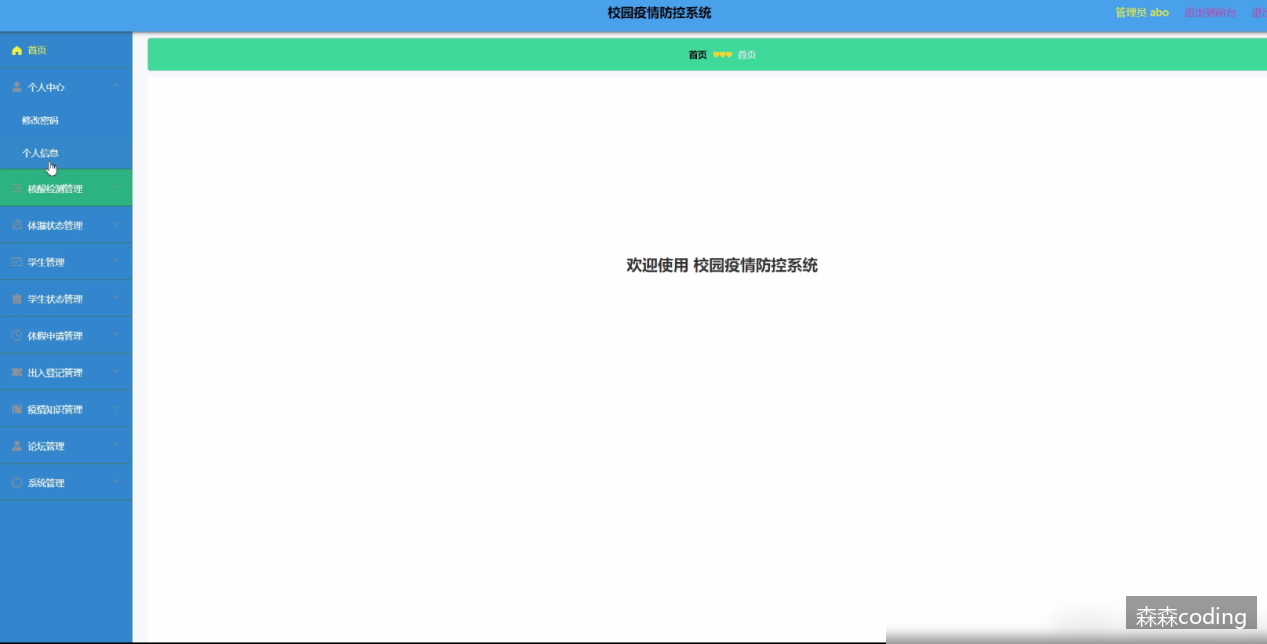 校园疫情防控系统
管理员 abo
退出到前台
首页
首页 首页
个人中心
修改密码
个人信息
核酸检测管理
体温状态管理
学生管理
学生状态管理
休假申请管理
出入登记管理
疫情知识管理
论坛管理
系统管理
欢迎使用 校园疫情防控系统
森森coding